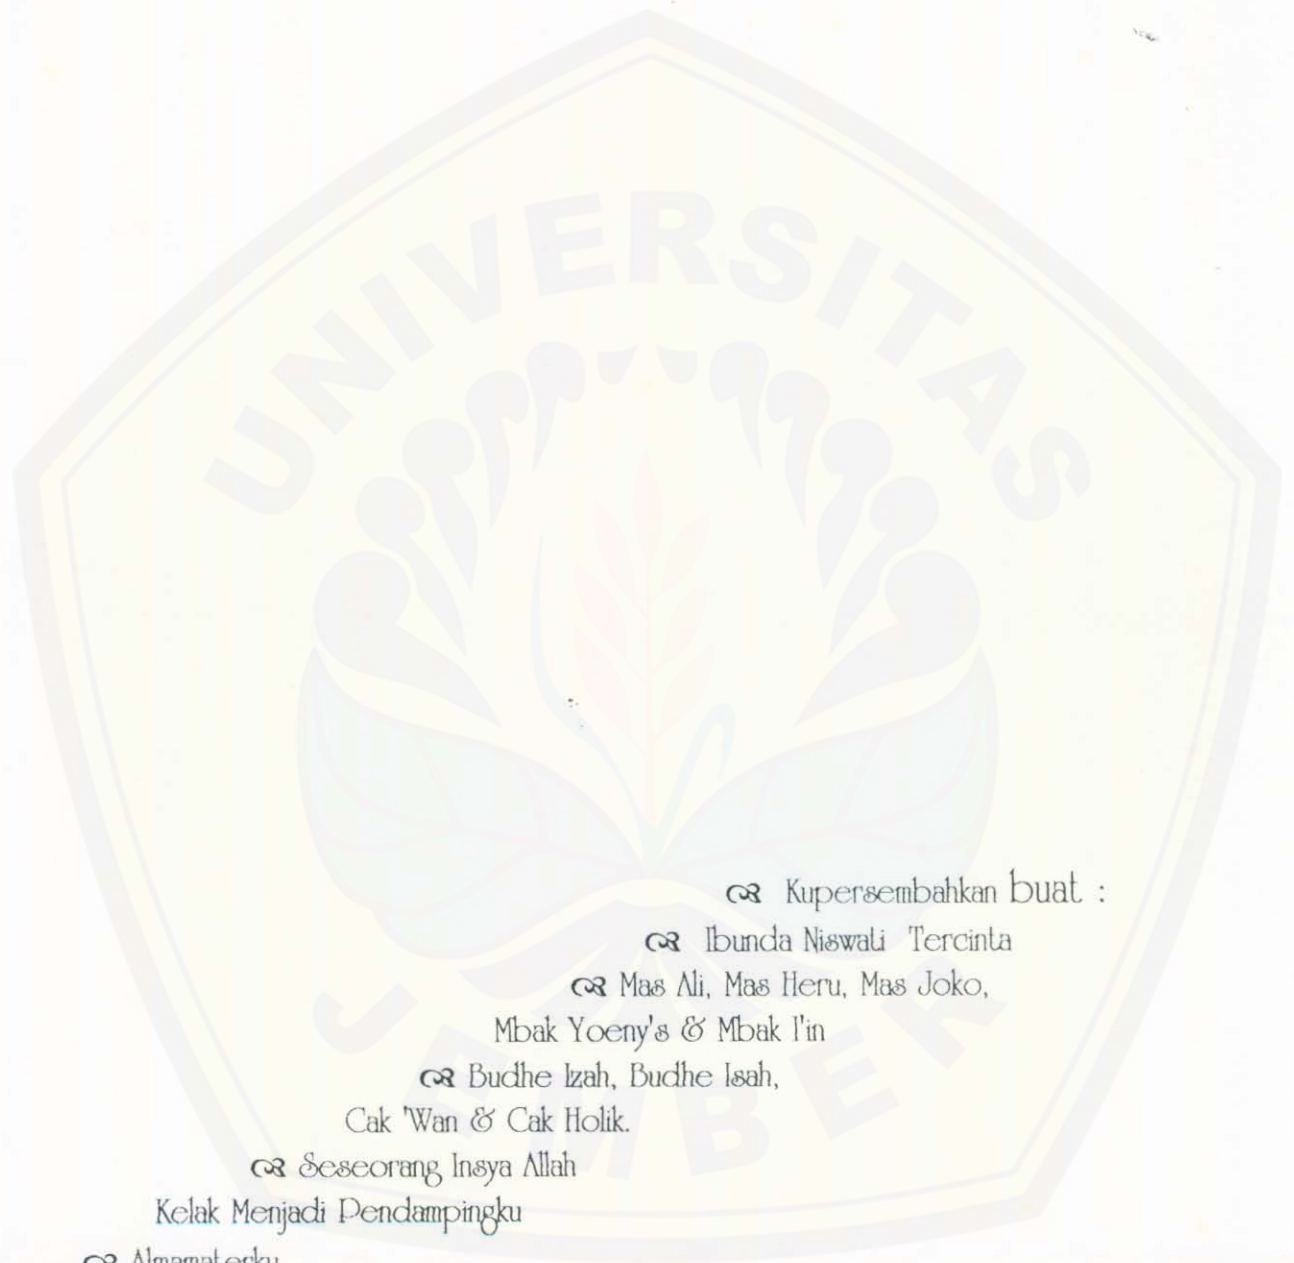 UNIVERSITAS
JEMBER
Kupersembahkan buat :
Ibunda Niswati Tercinta
Mas Ali, Mas Heru, Mas Joko,
Mbak Yoeny's & Mbak I'in
Budhe Izah, Budhe Isah,
Cak 'Wan & Cak Holik.
Seseorang Insya Allah
Kelak Menjadi Pendampingku
Almamaterku